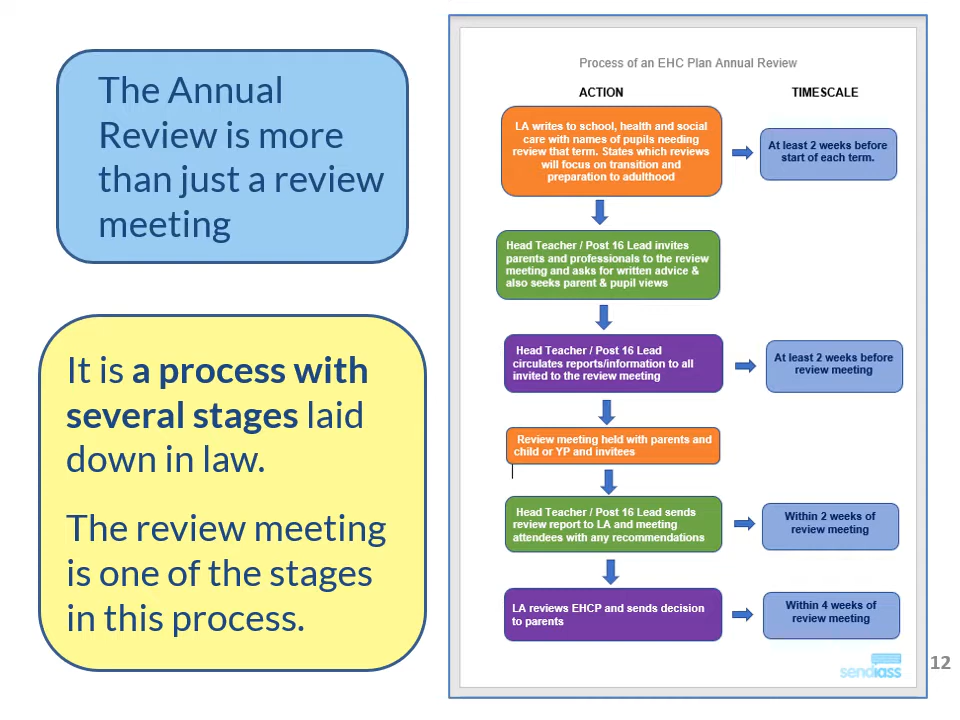 The Annual
Review is more
than just a review
meeting
It is a process with
several stages laid
down in law.
The review meeting
is one of the stages
in this process.
Process of an EHC Plan Annual Review
ACTION
TIMESCALE
LA writes to school, health and social
care with names of pupils needing
review that term. States which reviews
will focus on transition and
preparation to adulthood
At least 2 weeks before
start of each term.
Head Teacher / Post 16 Lead invites
parents and professionals to the review
meeting and asks for written advice &
also seeks parent & pupil views
Head Teacher / Post 16 Lead
circulates reports/information to all
invited to the review meeting
At least 2 weeks before
review meeting
Review meeting held with parents and
child or YP and invitees
Head Teacher / Post 16 Lead sends
review report to LA and meeting
attendees with any recommendations
Within 2 weeks of
review meeting
LA reviews EHCP and sends decision
to parents
Within 4 weeks of
review meeting
sendiass
12